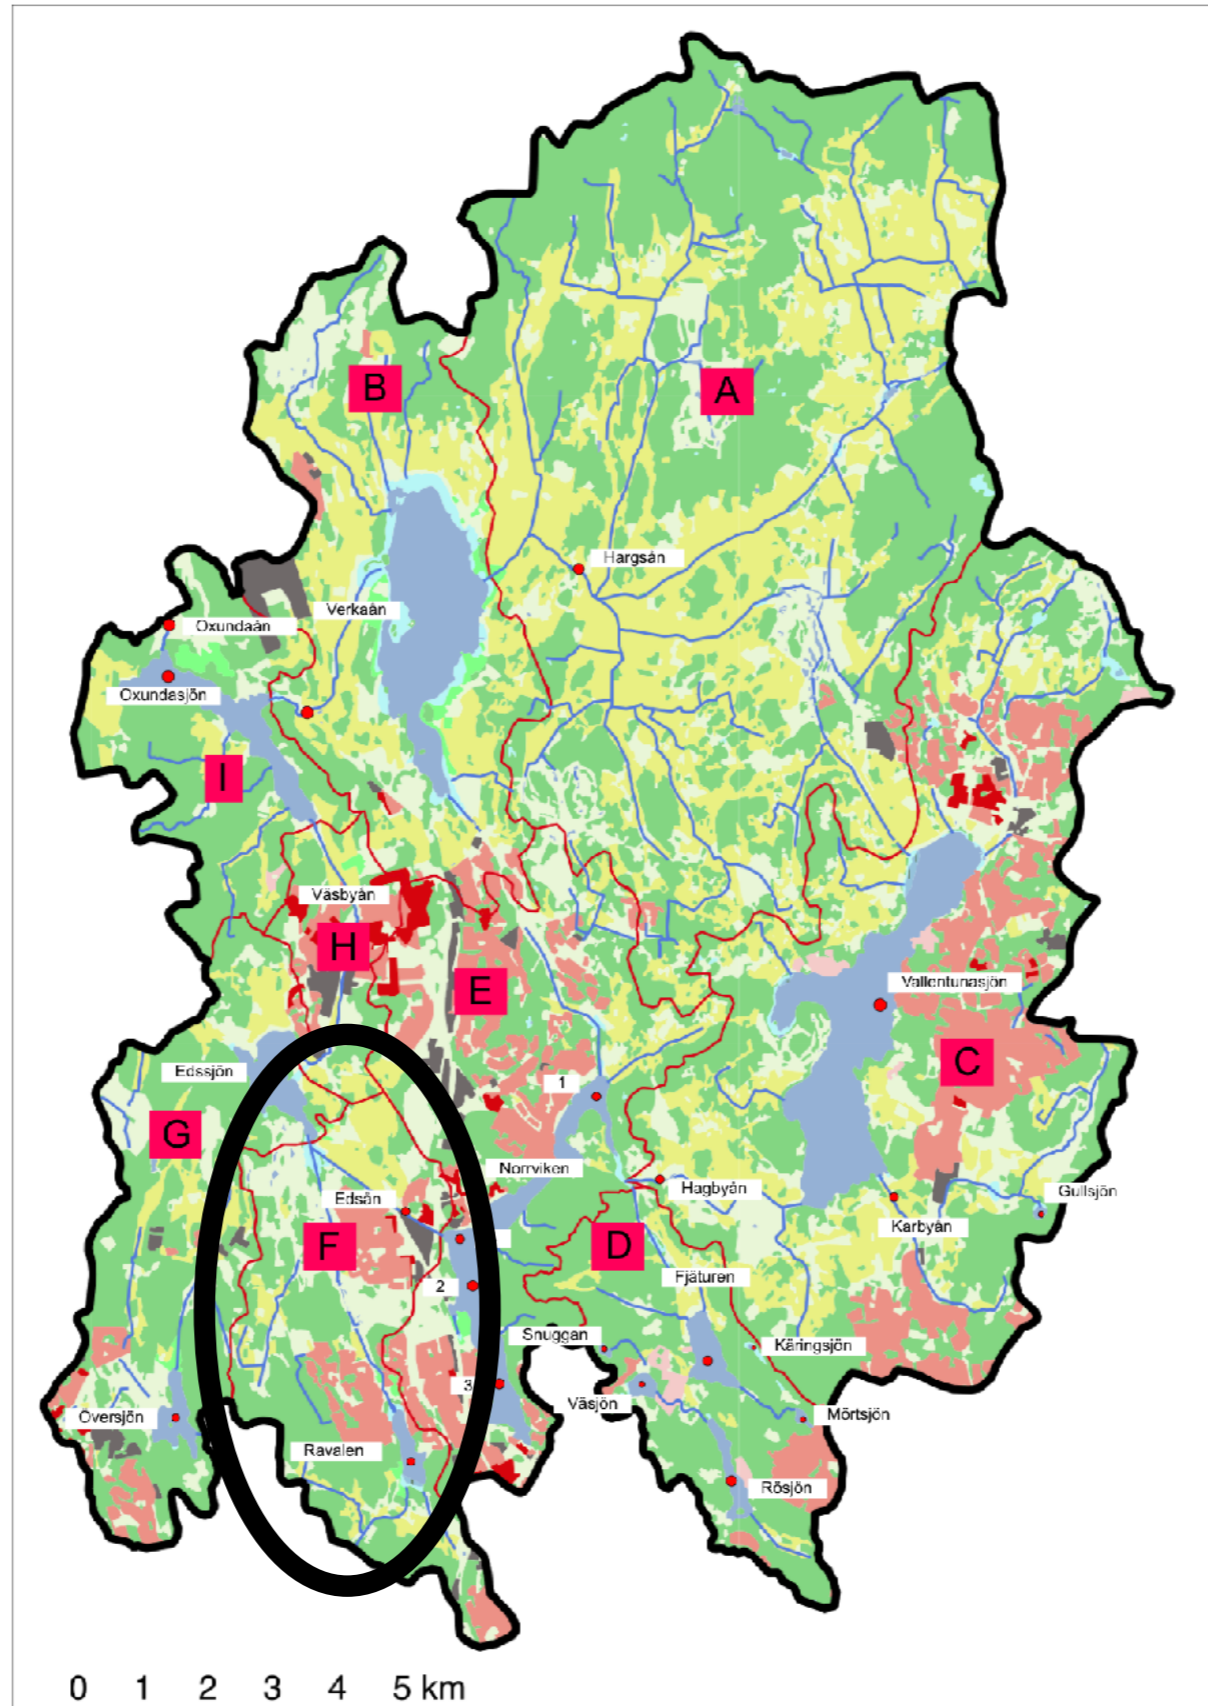 B
A
Hargsån
Verkaån
Oxundaån
Oxundasjön
I
Väsbyån
H
E
Vallentunasjön
C
Edssjön
1
G
Norrviken
Hagbyån
Gullsjön
Edsån
Karbyån
F
D
2
Fjäturen
Snuggan
Käringsjön
3
Väsjön
Mörtsjön
Översjön
Ravalen
Rösjön
0 1 2 3 4 5 km